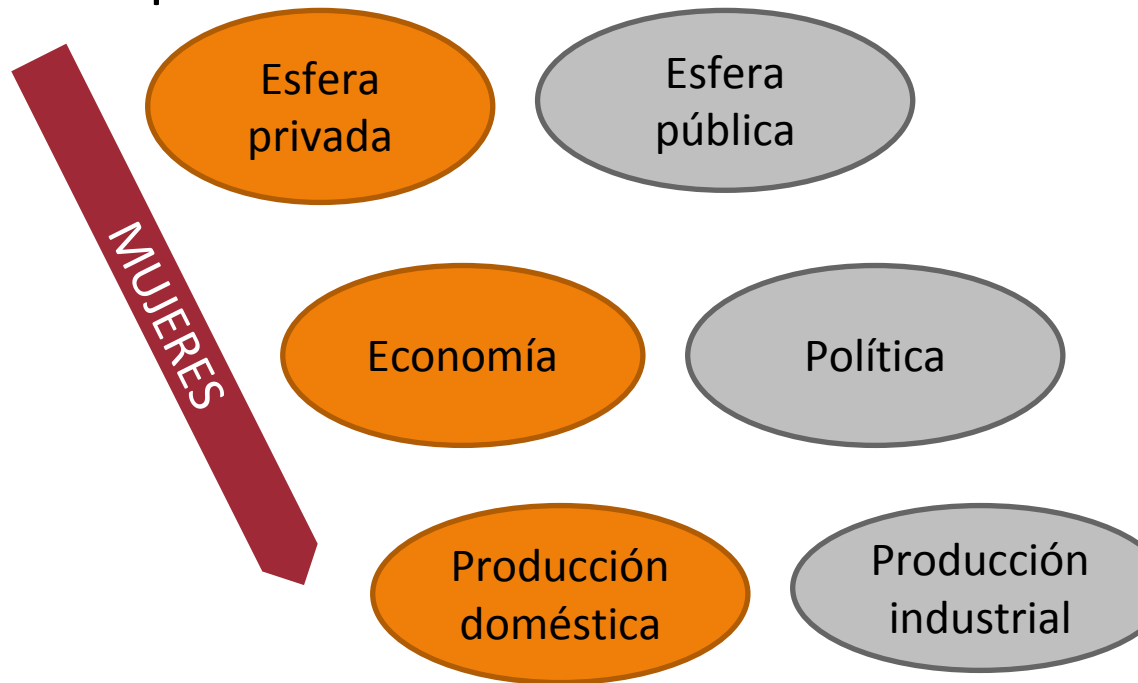 Esfera
privada
Esfera
pública
MUJERES
Economía
Política
Producción
doméstica
Producción
industrial